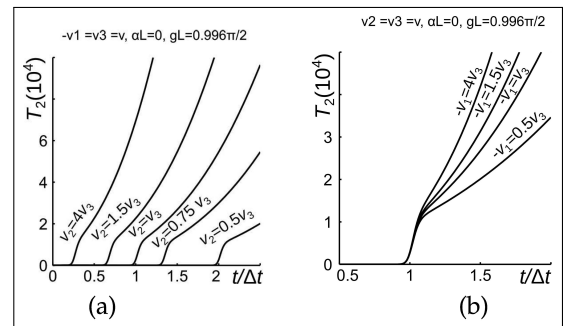 -v1 =v3 =v, αL=0, gL=0.996π/2
T₂(10⁴)
8
6
4
2
0
0
0.5
1
1.5
2
t/Δt
v₂=4v₃
v₂=1.5v₃
v₂=v₃
v₂=0.75 v₃
v₂=0.5v₃
(a)
v2 =v3 =v, αL=0, gL=0.996π/2
T₂(10⁴)
4
3
2
1
0
0.5
1
1.5
2
t/Δt
-v₁=4v₃
-v₁=1.5v₃
-v₁=v₃
-v₁=0.5v₃
(b)